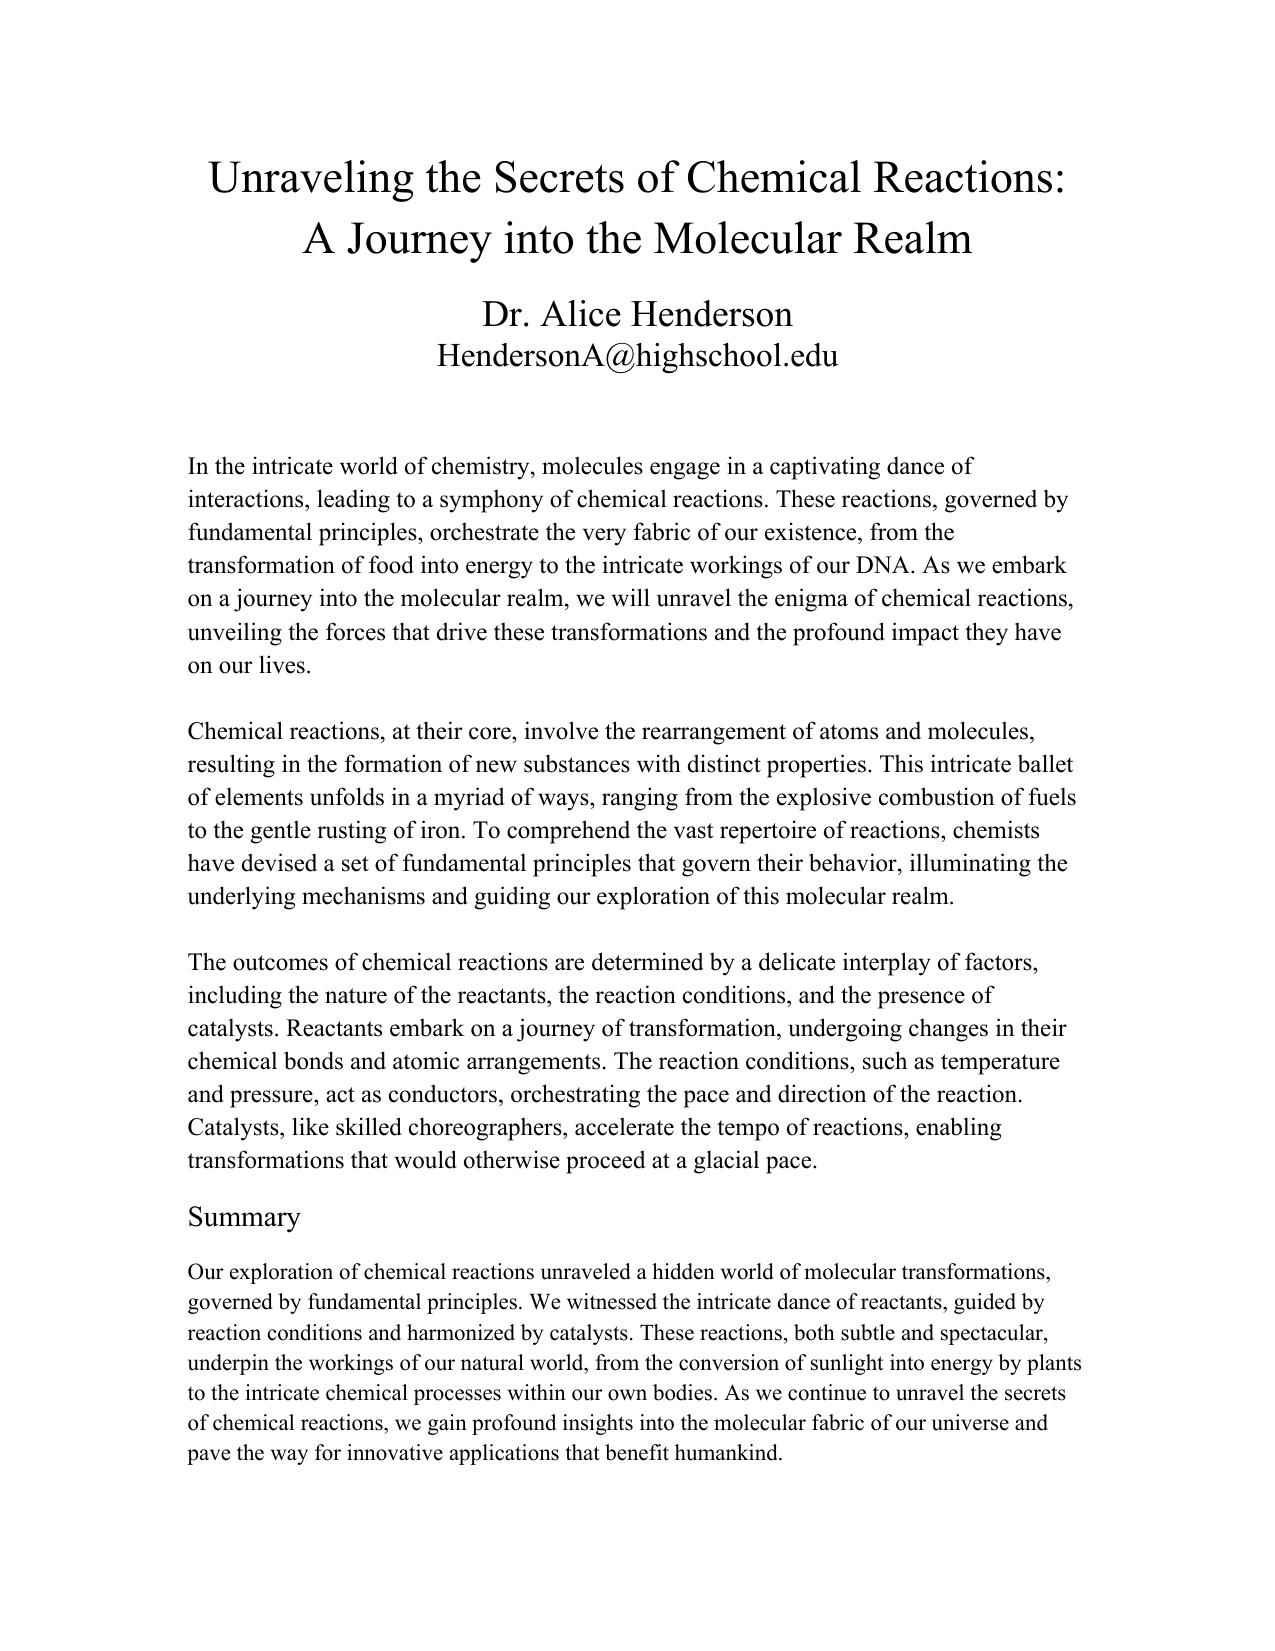 Unraveling the Secrets of Chemical Reactions:
A Journey into the Molecular Realm
Dr. Alice Henderson
HendersonA@highschool.edu
In the intricate world of chemistry, molecules engage in a captivating dance of
interactions, leading to a symphony of chemical reactions. These reactions, governed by
fundamental principles, orchestrate the very fabric of our existence, from the
transformation of food into energy to the intricate workings of our DNA. As we embark
on a journey into the molecular realm, we will unravel the enigma of chemical reactions,
unveiling the forces that drive these transformations and the profound impact they have
on our lives.
Chemical reactions, at their core, involve the rearrangement of atoms and molecules,
resulting in the formation of new substances with distinct properties. This intricate ballet
of elements unfolds in a myriad of ways, ranging from the explosive combustion of fuels
to the gentle rusting of iron. To comprehend the vast repertoire of reactions, chemists
have devised a set of fundamental principles that govern their behavior, illuminating the
underlying mechanisms and guiding our exploration of this molecular realm.
The outcomes of chemical reactions are determined by a delicate interplay of factors,
including the nature of the reactants, the reaction conditions, and the presence of
catalysts. Reactants embark on a journey of transformation, undergoing changes in their
chemical bonds and atomic arrangements. The reaction conditions, such as temperature
and pressure, act as conductors, orchestrating the pace and direction of the reaction.
Catalysts, like skilled choreographers, accelerate the tempo of reactions, enabling
transformations that would otherwise proceed at a glacial pace.
Summary
Our exploration of chemical reactions unraveled a hidden world of molecular transformations,
governed by fundamental principles. We witnessed the intricate dance of reactants, guided by
reaction conditions and harmonized by catalysts. These reactions, both subtle and spectacular,
underpin the workings of our natural world, from the conversion of sunlight into energy by plants
to the intricate chemical processes within our own bodies. As we continue to unravel the secrets
of chemical reactions, we gain profound insights into the molecular fabric of our universe and
pave the way for innovative applications that benefit humankind.